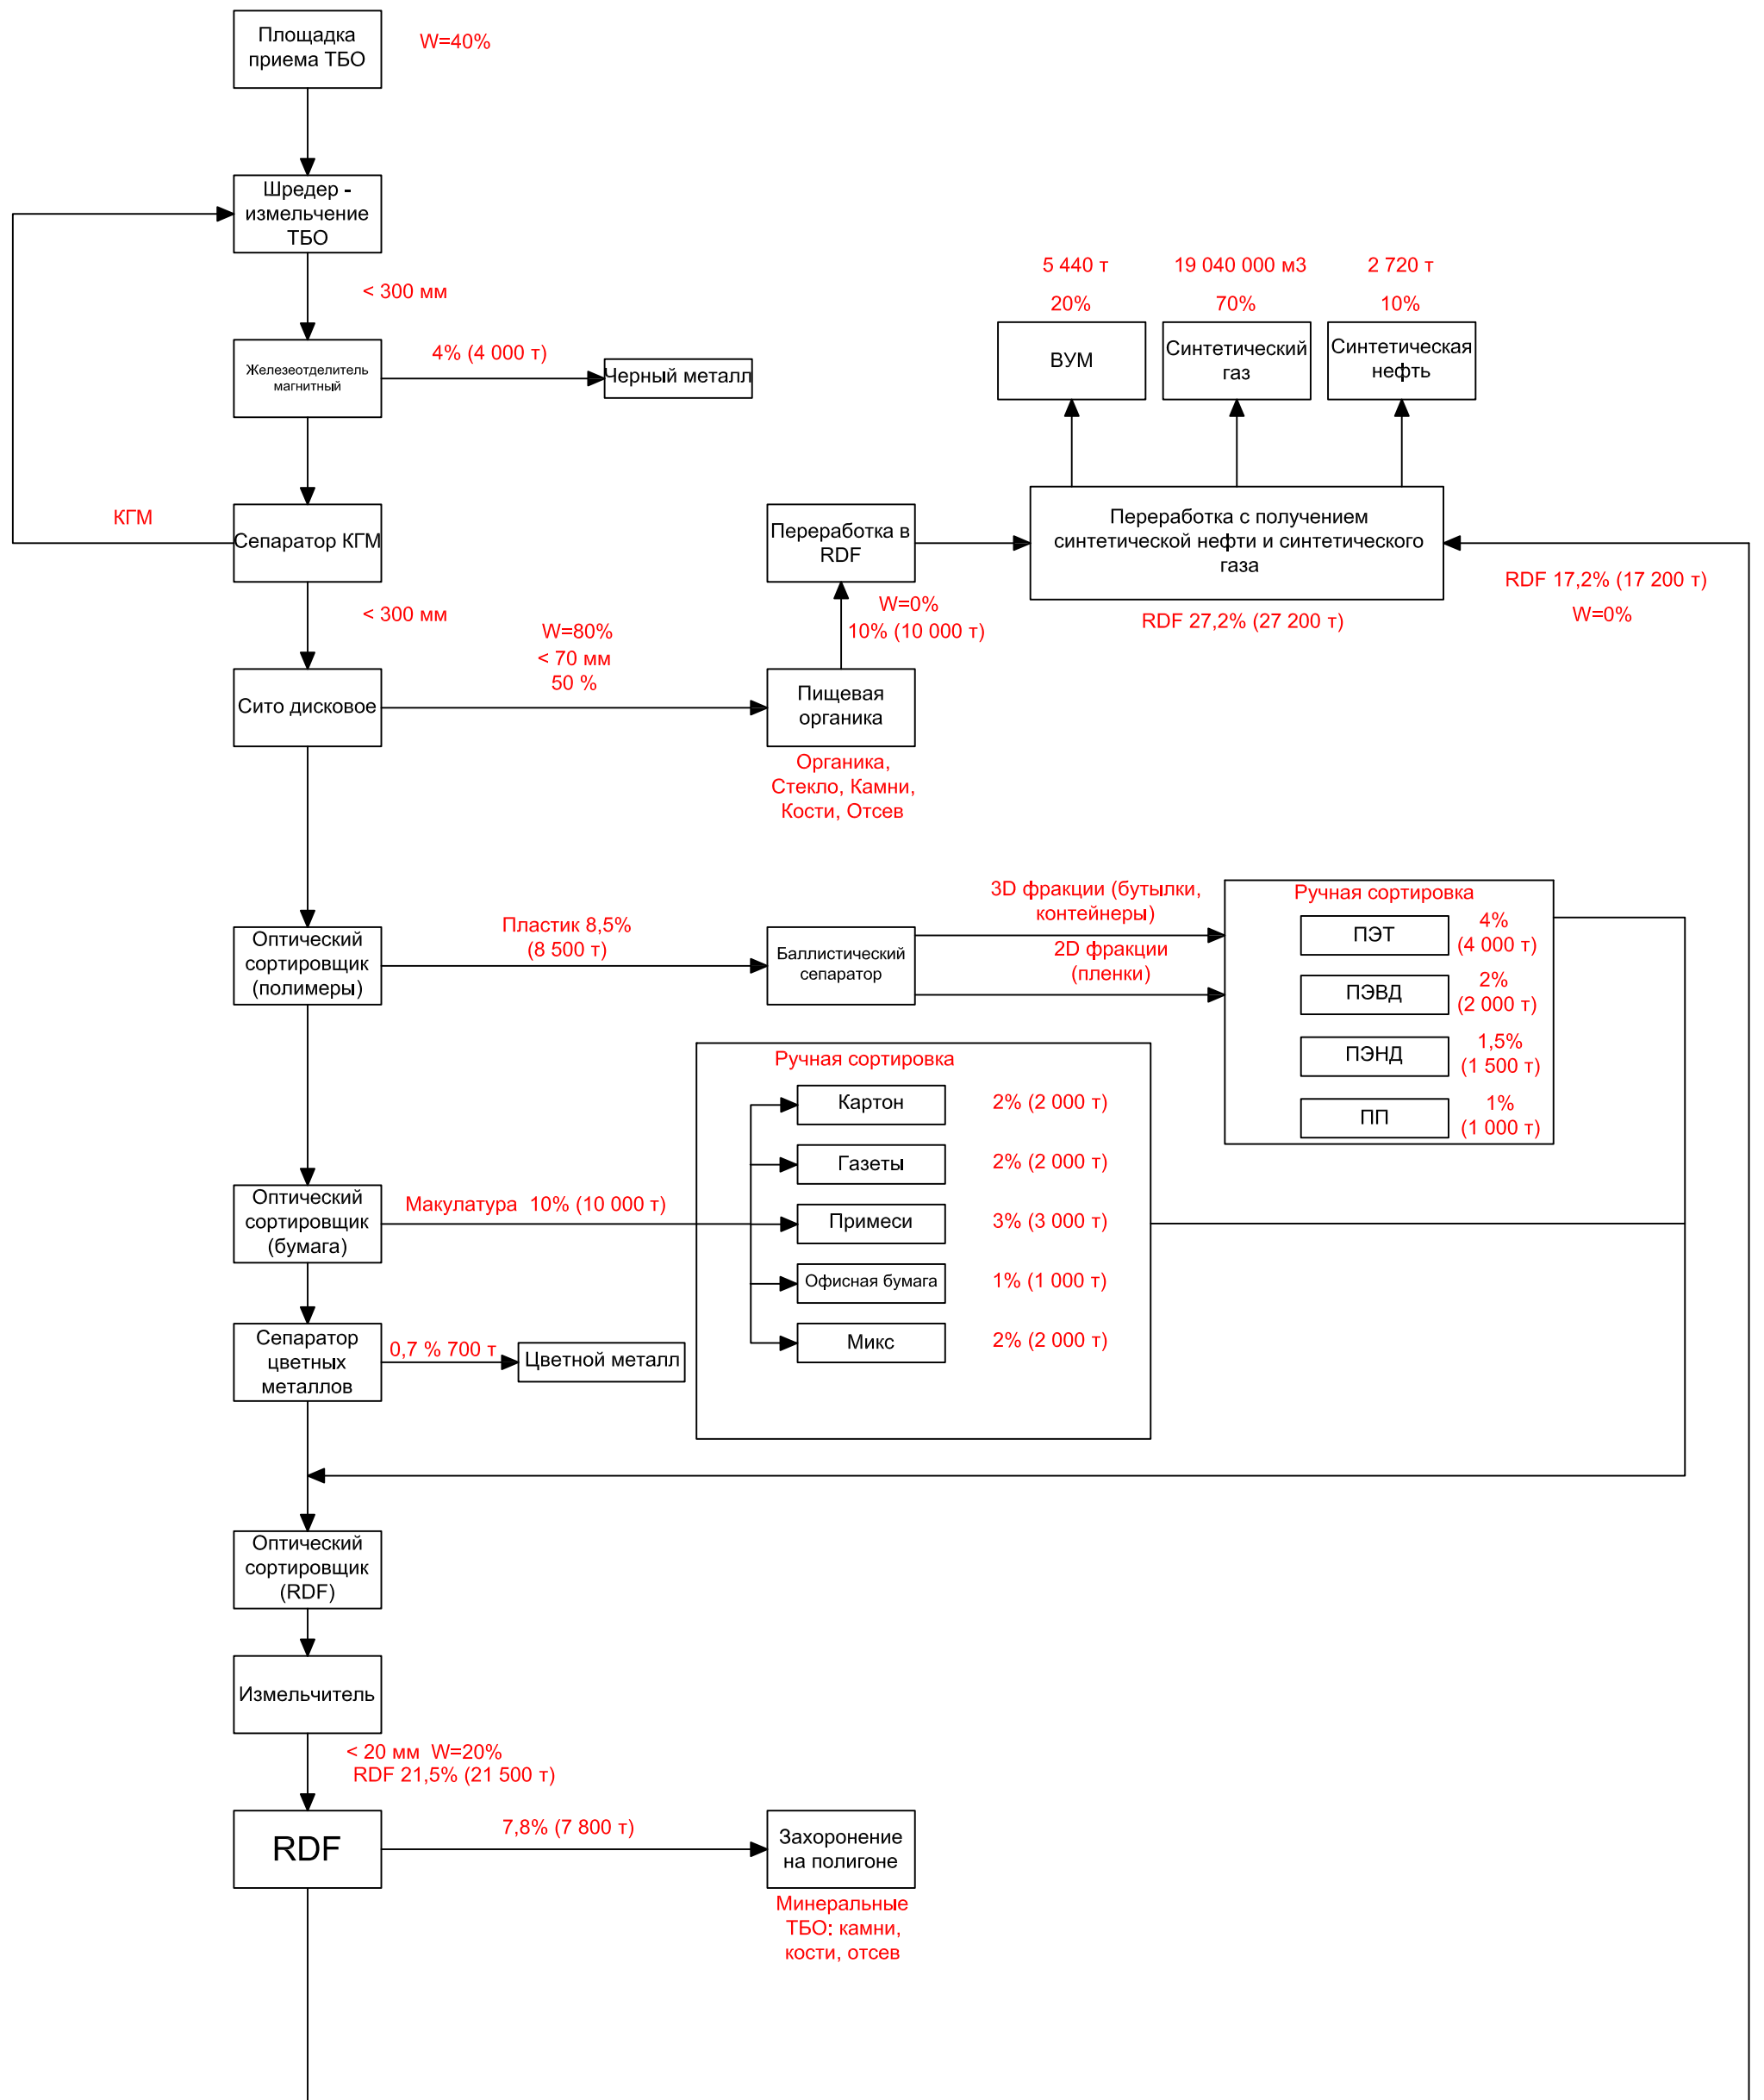 Площадка
приема ТБО
W=40%
Шредер -
измельчение
ТБО
< 300 мм
5 440 т
19 040 000 м3
2 720 т
20%
70%
10%
ВУМ
Синтетический
газ
Синтетическая
нефть
Железеотделитель
магнитный
4% (4 000 т)
Черный металл
КГМ
Сепаратор КГМ
Переработка в
RDF
Переработка с получением
синтетической нефти и синтетического
газа
RDF 17,2% (17 200 т)
W=0%
RDF 27,2% (27 200 т)
< 300 мм
W=0%
10% (10 000 т)
W=80%
< 70 мм
50 %
Сито дисковое
Пищевая
органика
Органика,
Стекло, Камни,
Кости, Отсев
Оптический
сортировщик
(полимеры)
Пластик 8,5%
(8 500 т)
Баллистический
сепаратор
3D фракции (бутылки,
контейнеры)
2D фракции
(пленки)
Ручная сортировка
ПЭТ
4%
(4 000 т)
ПЭВД
2%
(2 000 т)
ПЭНД
1,5%
(1 500 т)
ПП
1%
(1 000 т)
Ручная сортировка
Картон
2% (2 000 т)
Газеты
2% (2 000 т)
Примеси
3% (3 000 т)
Офисная бумага
1% (1 000 т)
Микс
2% (2 000 т)
Оптический
сортировщик
(бумага)
Макулатура  10% (10 000 т)
Сепаратор
цветных
металлов
0,7 % 700 т
Цветной металл
Оптический
сортировщик
(RDF)
Измельчитель
< 20 мм  W=20%
RDF 21,5% (21 500 т)
RDF
7,8% (7 800 т)
Захоронение
на полигоне
Минеральные
ТБО: камни,
кости, отсев